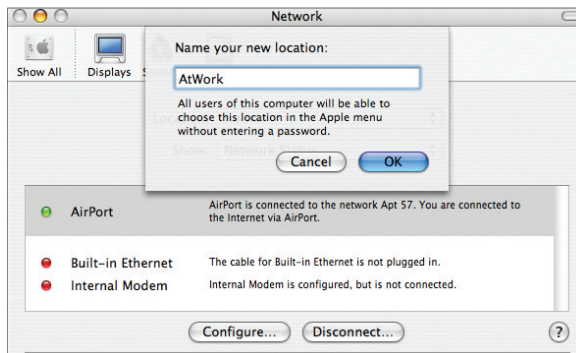 Network
Name your new location:
Show All
Displays
AtWork
All users of this computer will be able to
choose this location in the Apple menu
without entering a password.
Show: Network Status
Cancel
OK
AirPort
AirPort is connected to the network Apt 57. You are connected to
the Internet via AirPort.
Built-in Ethernet
The cable for Built-in Ethernet is not plugged in.
Internal Modem
Internal Modem is configured, but is not connected.
Configure...
Disconnect...
?